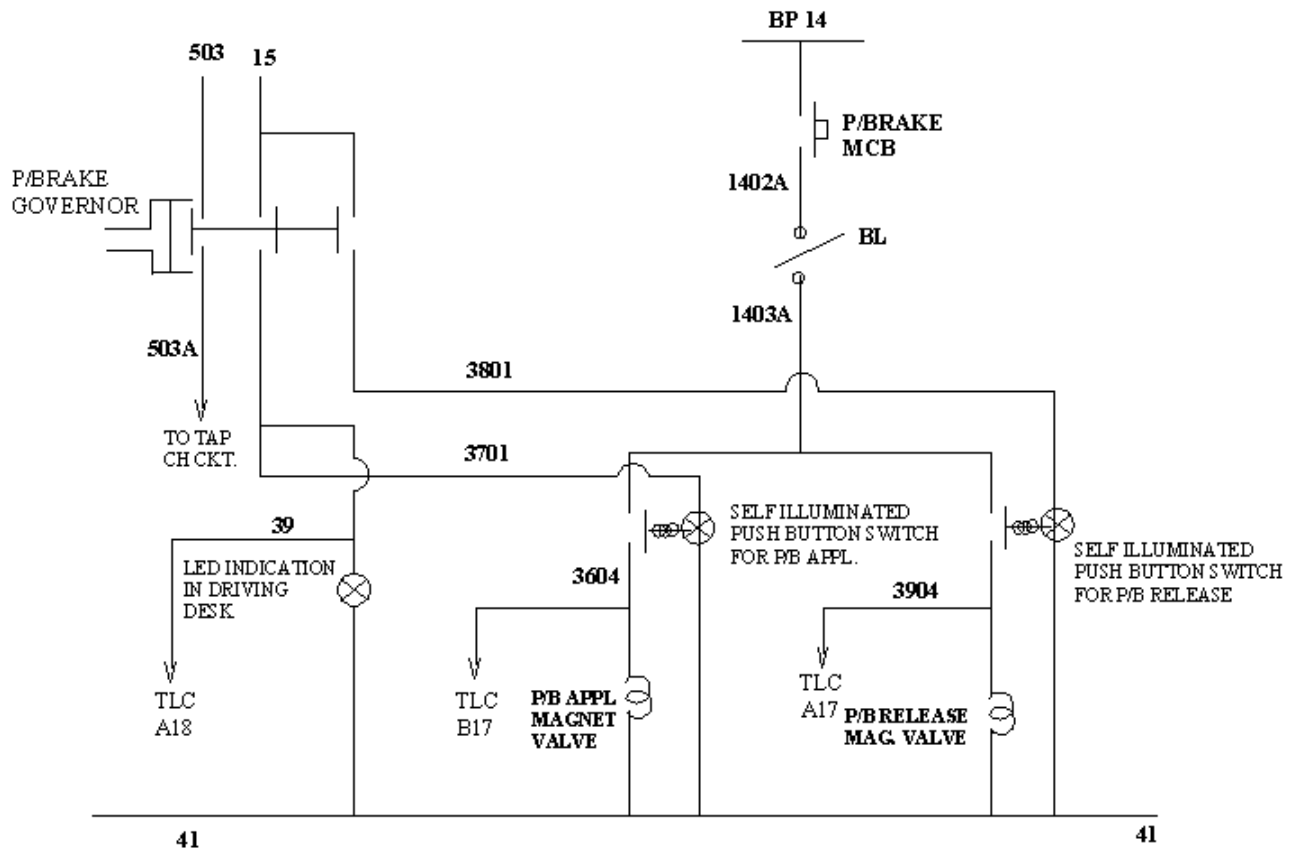 BP 14
503
15
P/BRAKE
MCB
P/BRAKE
GOVERNOR
1402A
BL
1403A
503A
3801
TO TAP
CH CKT.
3701
39
SELF ILLUMINATED
PUSH BUTTON SWITCH
FOR P/B APPL.
SELF ILLUMINATED
PUSH BUTTON SWITCH
FOR P/B RELEASE
LED INDICATION
IN DRIVING
DESK
3604
3904
TLC
A18
TLC
B17
P/B APPL
MAGNET
VALVE
TLC
A17
P/B RELEASE
MAG. VALVE
41
41